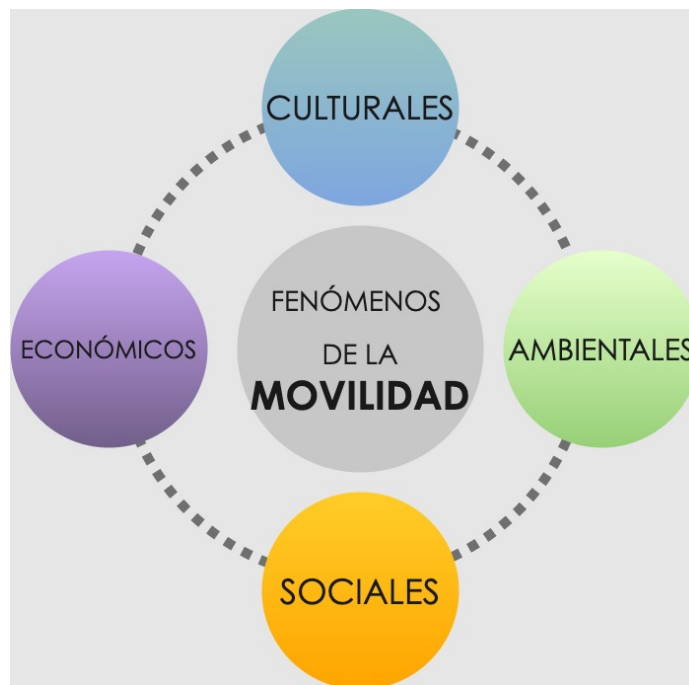 CULTURALES
FENÓMENOS
DE LA
MOVILIDAD
ECONÓMICOS
AMBIENTALES
SOCIALES